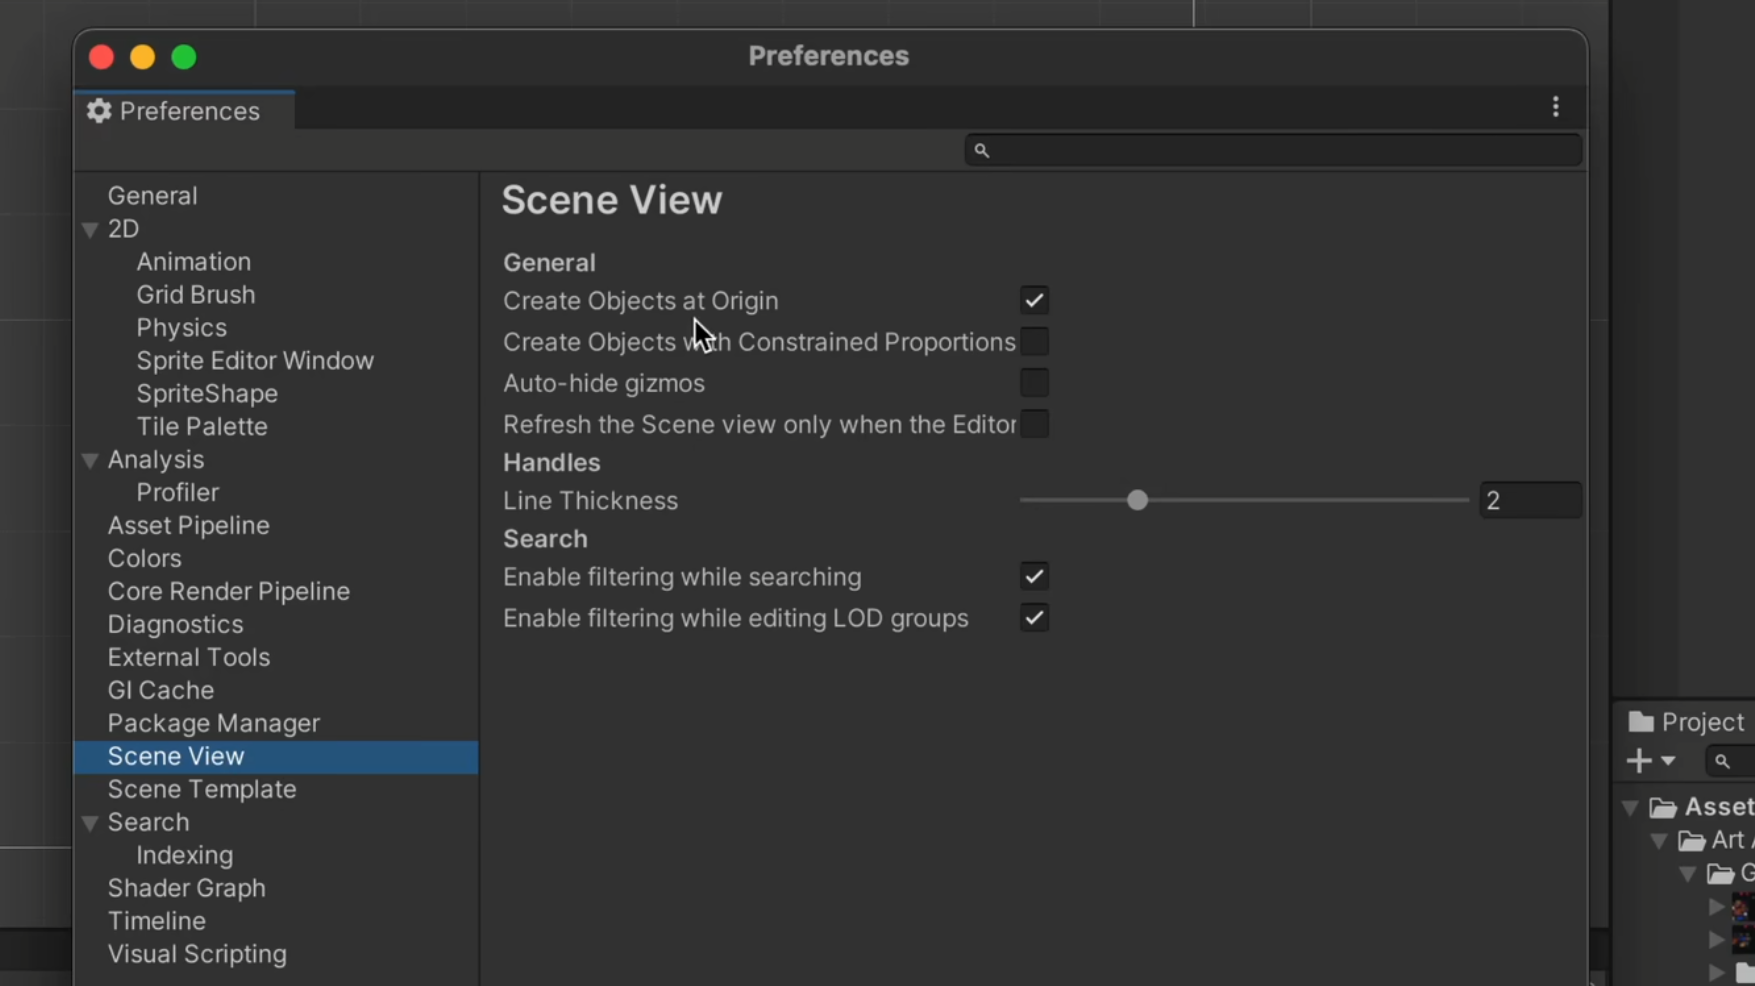 Preferences
Preferences
General
2D
Animation
Grid Brush
Physics
Sprite Editor Window
SpriteShape
Tile Palette
Analysis
Profiler
Asset Pipeline
Colors
Core Render Pipeline
Diagnostics
External Tools
GI Cache
Package Manager
Scene View
Scene Template
Search
Indexing
Shader Graph
Timeline
Visual Scripting
Scene View
General
Create Objects at Origin
Create Objects with Constrained Proportions
Auto-hide gizmos
Refresh the Scene view only when the Editor
Handles
Line Thickness 2
Search
Enable filtering while searching
Enable filtering while editing LOD groups
Project
Asset
Art
G